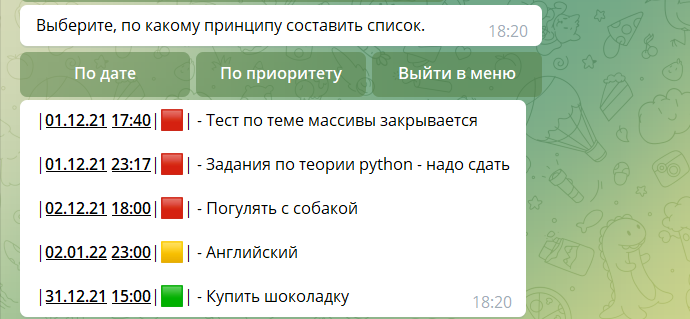 Выберите, по какому принципу составить список.
18:20
По дате
По приоритету
Выйти в меню
|01.12.21 17:40|🟥| - Тест по теме массивы закрывается
|01.12.21 23:17|🟥| - Задания по теории python - надо сдать
|02.12.21 18:00|🟥| - Погулять с собакой
|02.01.22 23:00|🟨| - Английский
|31.12.21 15:00|🟩| - Купить шоколадку
18:20